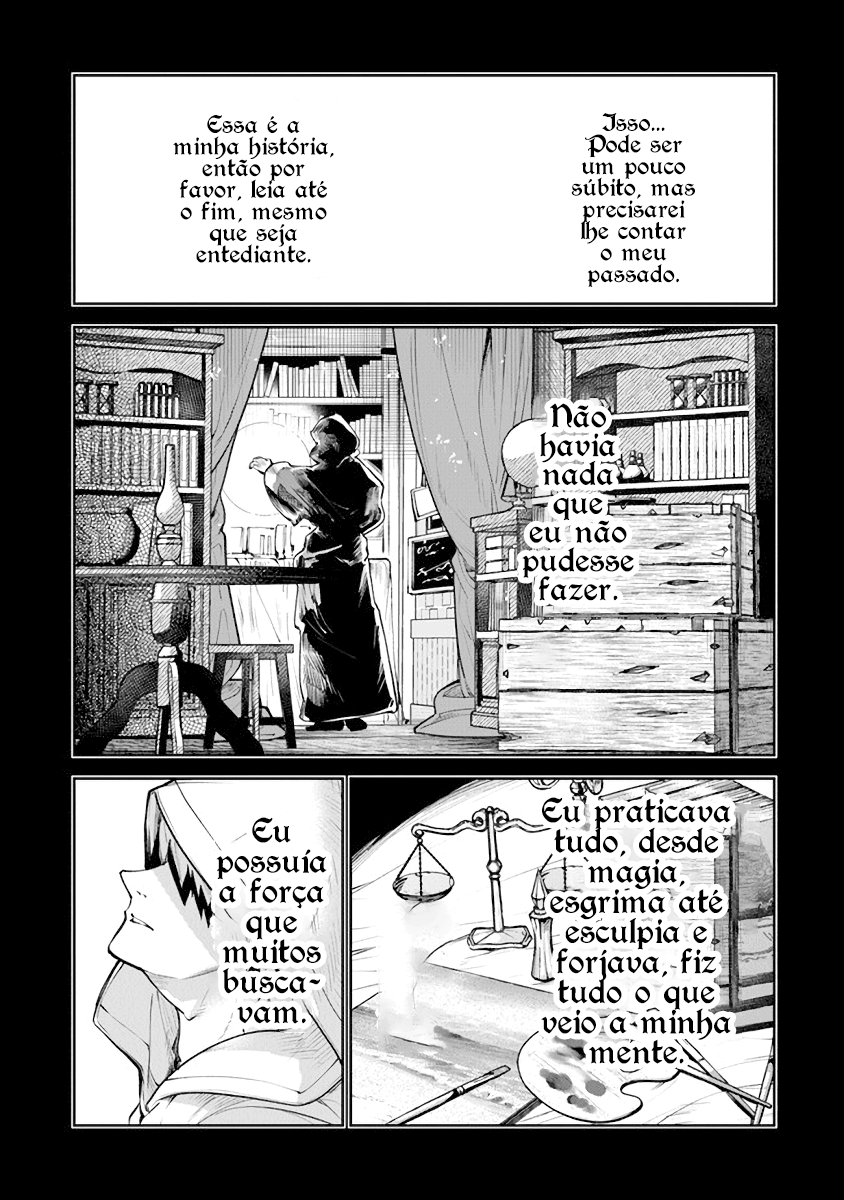 Isso...
Pode ser
um pouco
súbito, mas
precisarei
lhe contar
o meu
passado.
Essa é a
minha história,
então por
favor, leia até
o fim, mesmo
que seja
entediante.
Não
havia
nada
que
eu não
pudesse
fazer.
Eu praticava
tudo, desde
magia,
esgrima até
esculpia e
forjava, fiz
tudo o que
veio a minha
mente.
Eu
possuía
a força
que
muitos
busca-
vam.